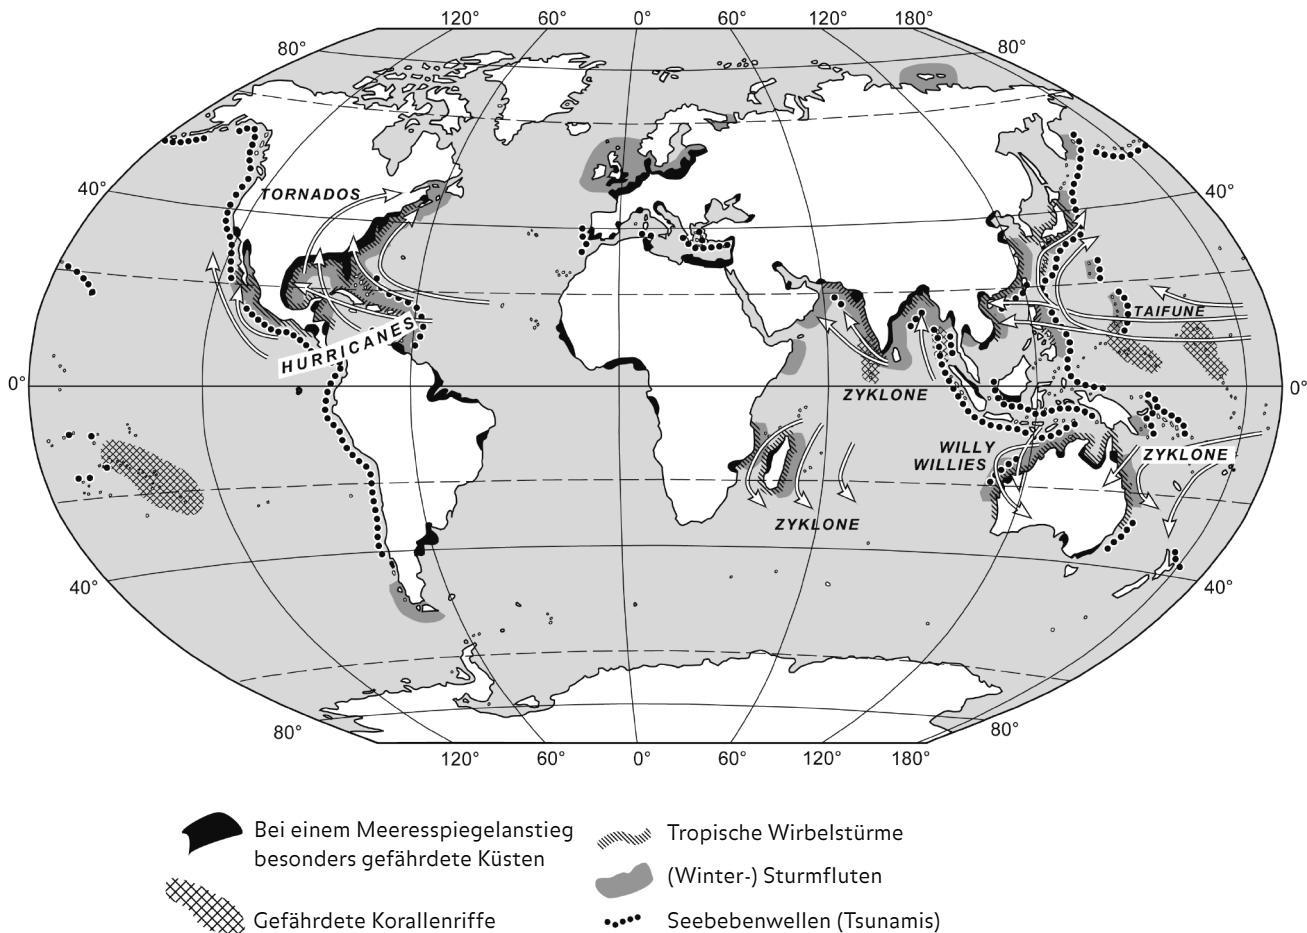 120° 60° 0° 60° 120° 180°
80° 80°
40° 40°
TORNADOS
TAIFUNE
HURRICANES
0° 0°
ZYKLONE
WILLY
WILLIES
ZYKLONE
ZYKLONE
40° 40°
80° 80°
120° 60° 0° 60° 120° 180°
Bei einem Meeresspiegelanstieg
besonders gefährdete Küsten
Gefährdete Korallenriffe
Tropische Wirbelstürme
(Winter-) Sturmfluten
Seebebenwellen (Tsunamis)